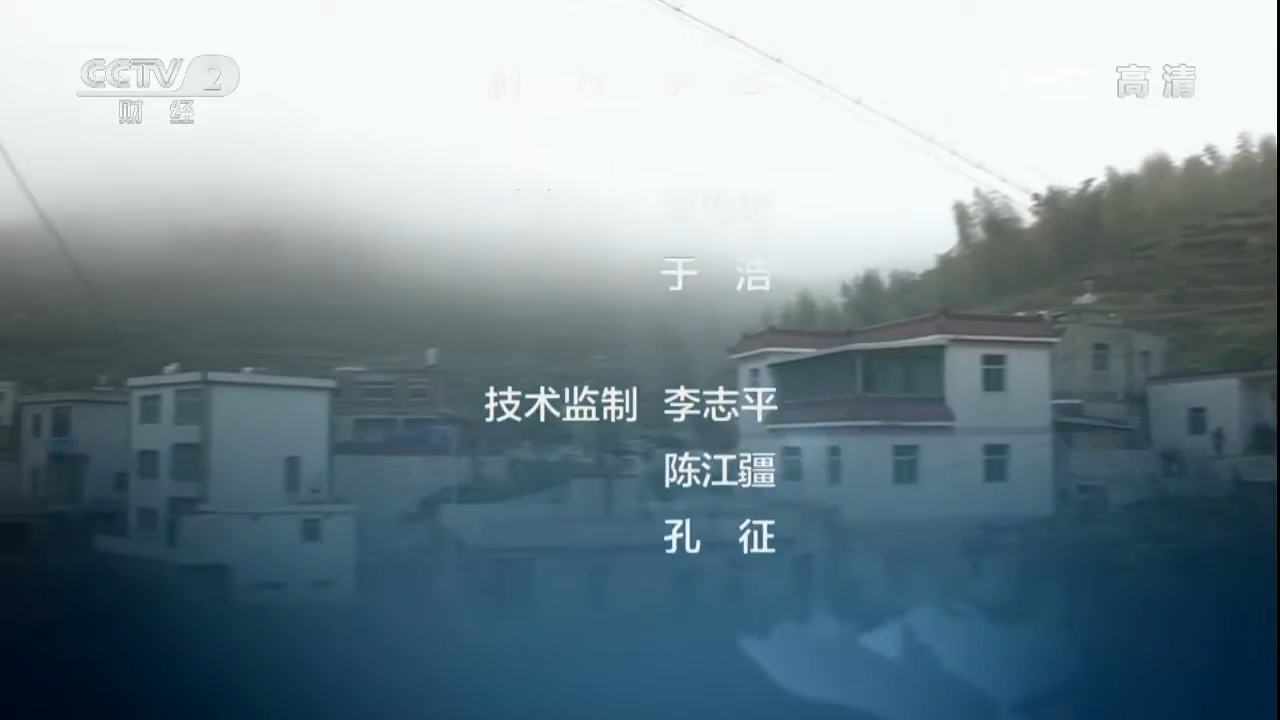 CCTV 2
财 经
高 清
于 洁
技术监制 李志平
陈江疆
孔 征